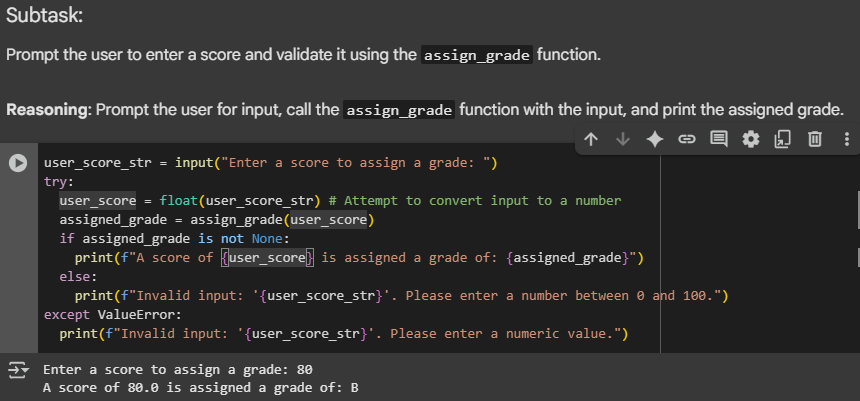 Subtask:
Prompt the user to enter a score and validate it using the assign_grade function.
Reasoning: Prompt the user for input, call the assign_grade function with the input, and print the assigned grade.
user_score_str = input("Enter a score to assign a grade: ")
try:
  user_score = float(user_score_str) # Attempt to convert input to a number
  assigned_grade = assign_grade(user_score)
  if assigned_grade is not None:
    print(f"A score of {user_score} is assigned a grade of: {assigned_grade}")
  else:
    print(f"Invalid input: '{user_score_str}'. Please enter a number between 0 and 100.")
except ValueError:
  print(f"Invalid input: '{user_score_str}'. Please enter a numeric value.")
Enter a score to assign a grade: 80
A score of 80.0 is assigned a grade of: B